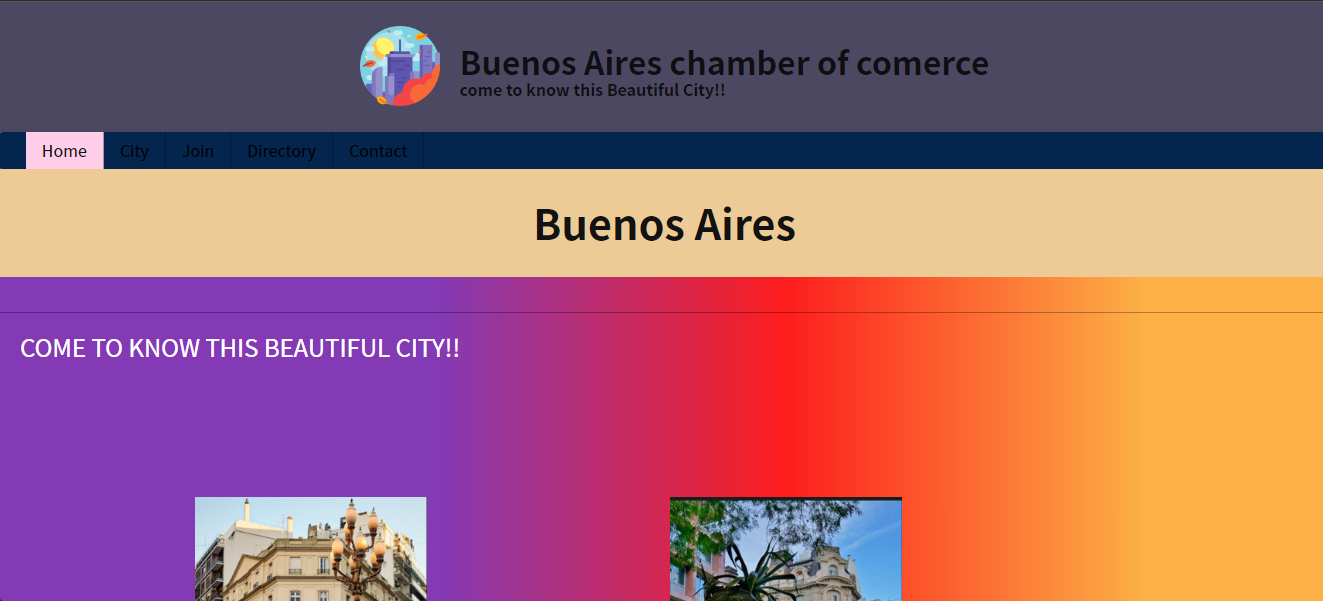 Buenos Aires chamber of comerce
come to know this Beautiful City!!
Home City Join Directory Contact
Buenos Aires
COME TO KNOW THIS BEAUTIFUL CITY!!